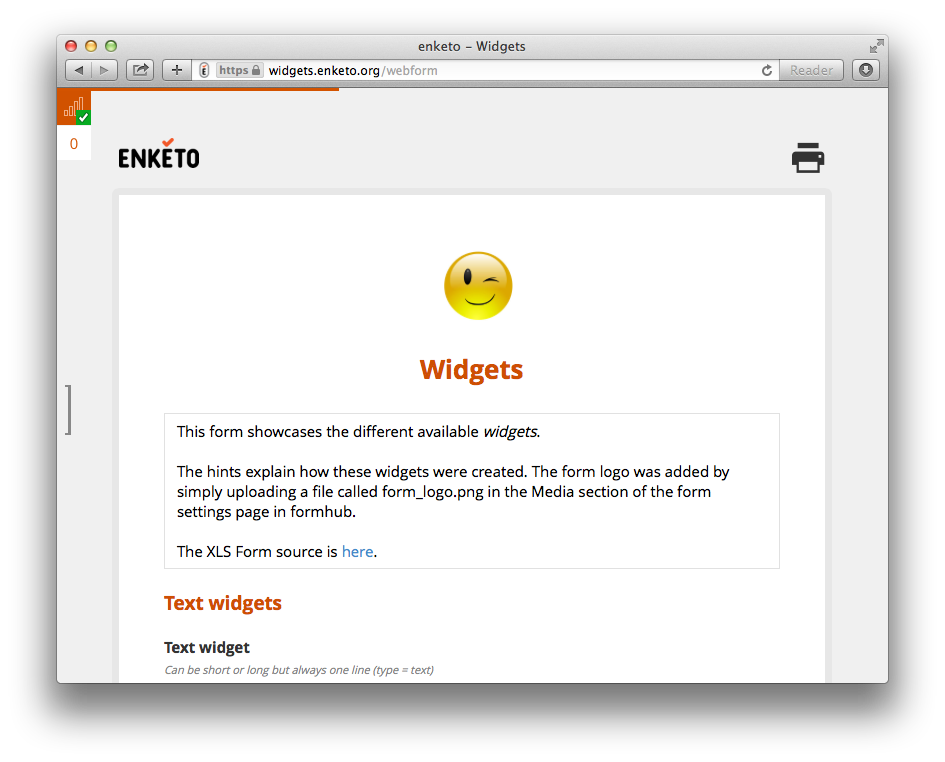 enketo – Widgets
https widgets.enketo.org/webform Reader
0
ENKETO
Widgets
This form showcases the different available widgets.
The hints explain how these widgets were created. The form logo was added by
simply uploading a file called form_logo.png in the Media section of the form
settings page in formhub.
The XLS Form source is here.
Text widgets
Text widget
Can be short or long but always one line (type = text)